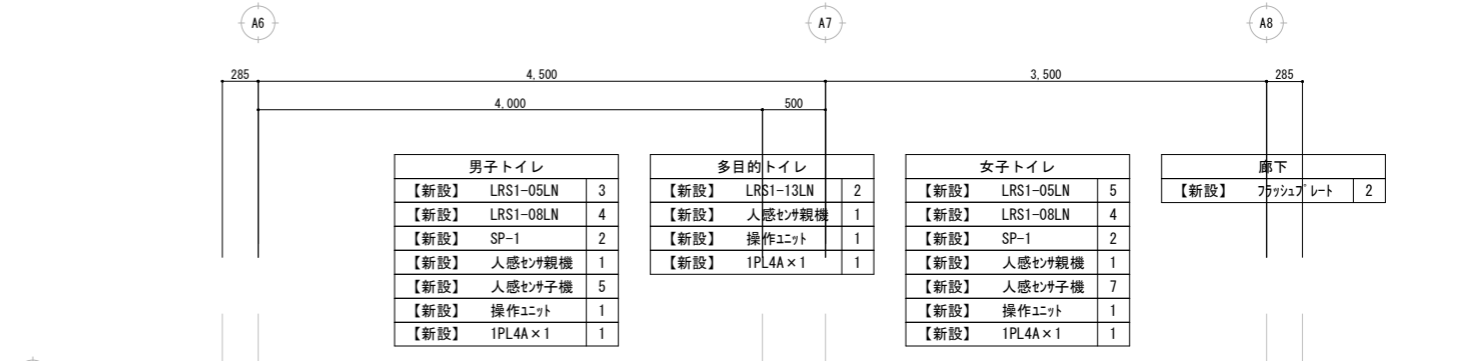 A6 A7 A8
285 4,500 3,500 285
4,000 500
男子トイレ
【新設】 LRS1-05LN 3
【新設】 LRS1-08LN 4
【新設】 SP-1 2
【新設】 人感ｾﾝｻ親機 1
【新設】 人感ｾﾝｻ子機 5
【新設】 操作ﾕﾆｯﾄ 1
【新設】 1PL4A×1 1
多目的トイレ
【新設】 LRS1-13LN 2
【新設】 人感ｾﾝｻ親機 1
【新設】 操作ﾕﾆｯﾄ 1
【新設】 1PL4A×1 1
女子トイレ
【新設】 LRS1-05LN 5
【新設】 LRS1-08LN 4
【新設】 SP-1 2
【新設】 人感ｾﾝｻ親機 1
【新設】 人感ｾﾝｻ子機 7
【新設】 操作ﾕﾆｯﾄ 1
【新設】 1PL4A×1 1
廊下
【新設】 ﾌﾗｯｼｭﾌﾟﾚｰﾄ 2